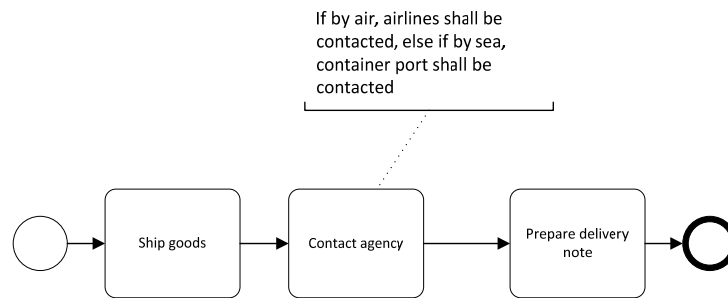 If by air, airlines shall be
contacted, else if by sea,
container port shall be
contacted
Ship goods
Contact agency
Prepare delivery
note